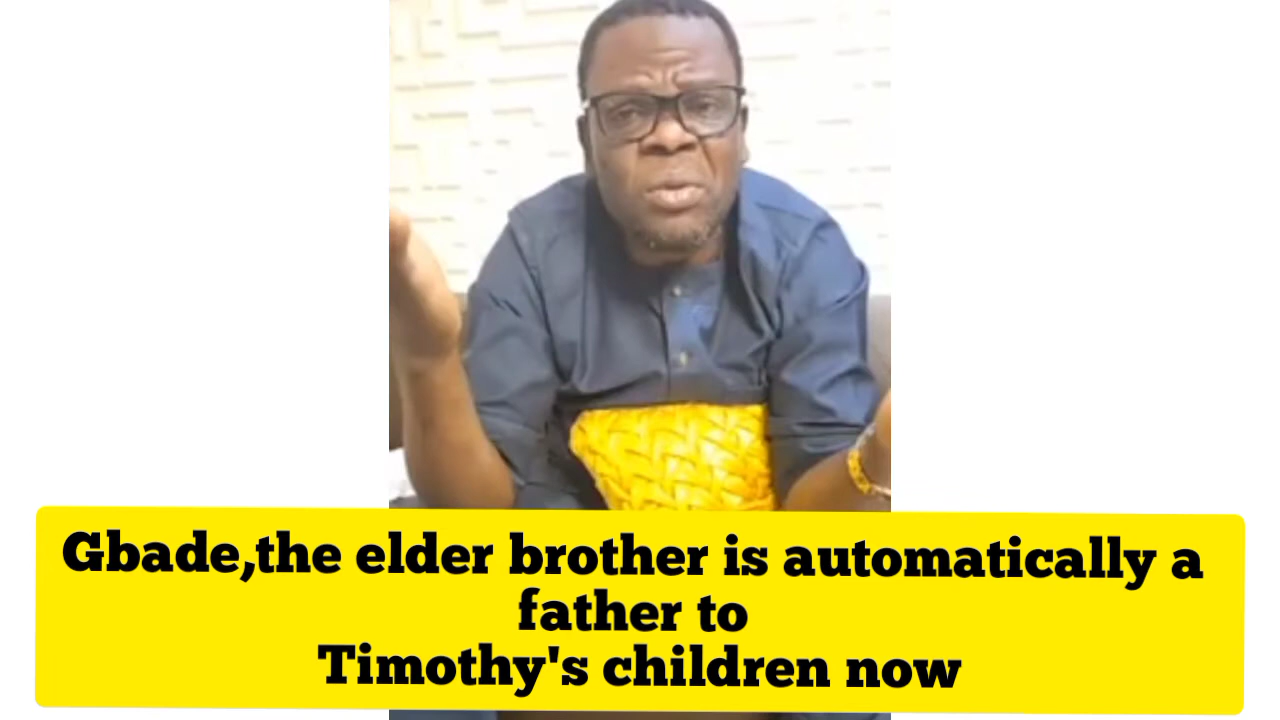 Gbade,the elder brother is automatically a
father to
Timothy's children now